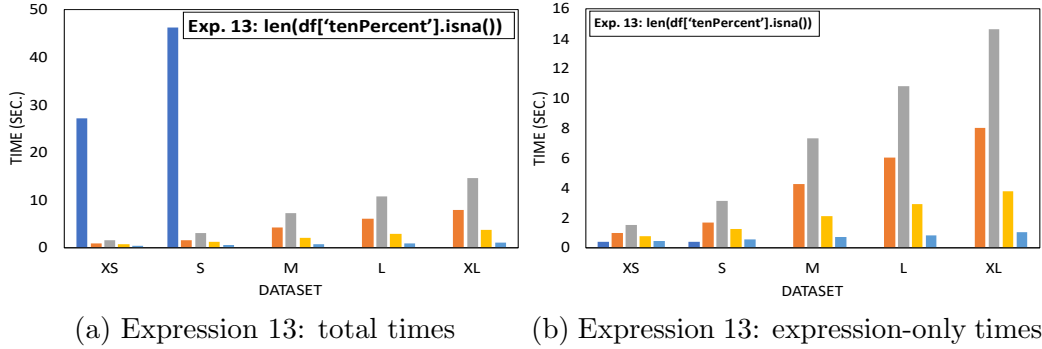 Exp. 13: len(df[‘tenPercent’].isna())
50
40
30
20
10
0
TIME (SEC.)
XS S M L XL
DATASET
(a) Expression 13: total times
Exp. 13: len(df[‘tenPercent’].isna())
16
14
12
10
8
6
4
2
0
TIME (SEC.)
XS S M L XL
DATASET
(b) Expression 13: expression-only times